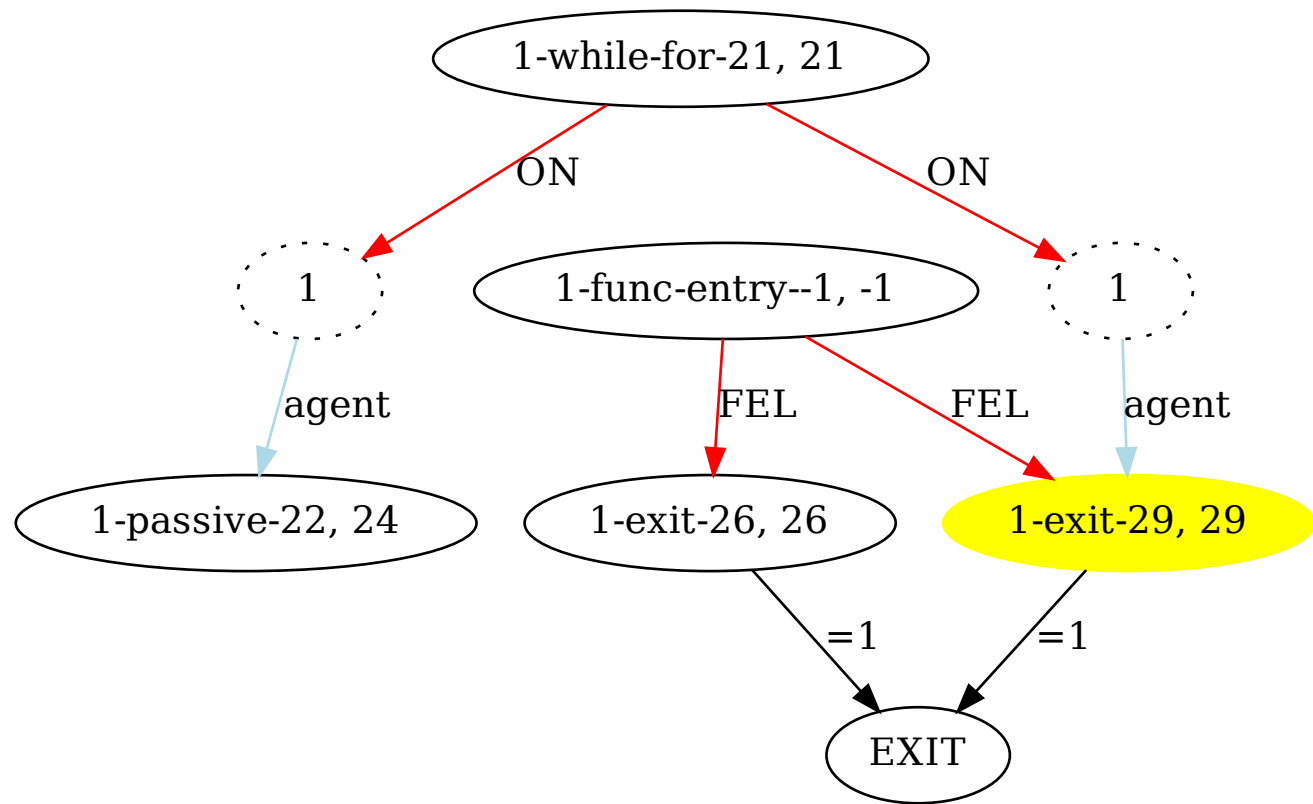 1-while-for-21, 21
ON
ON
1
1-func-entry--1, -1
1
agent
FEL
FEL
agent
1-passive-22, 24
1-exit-26, 26
1-exit-29, 29
=1
=1
EXIT